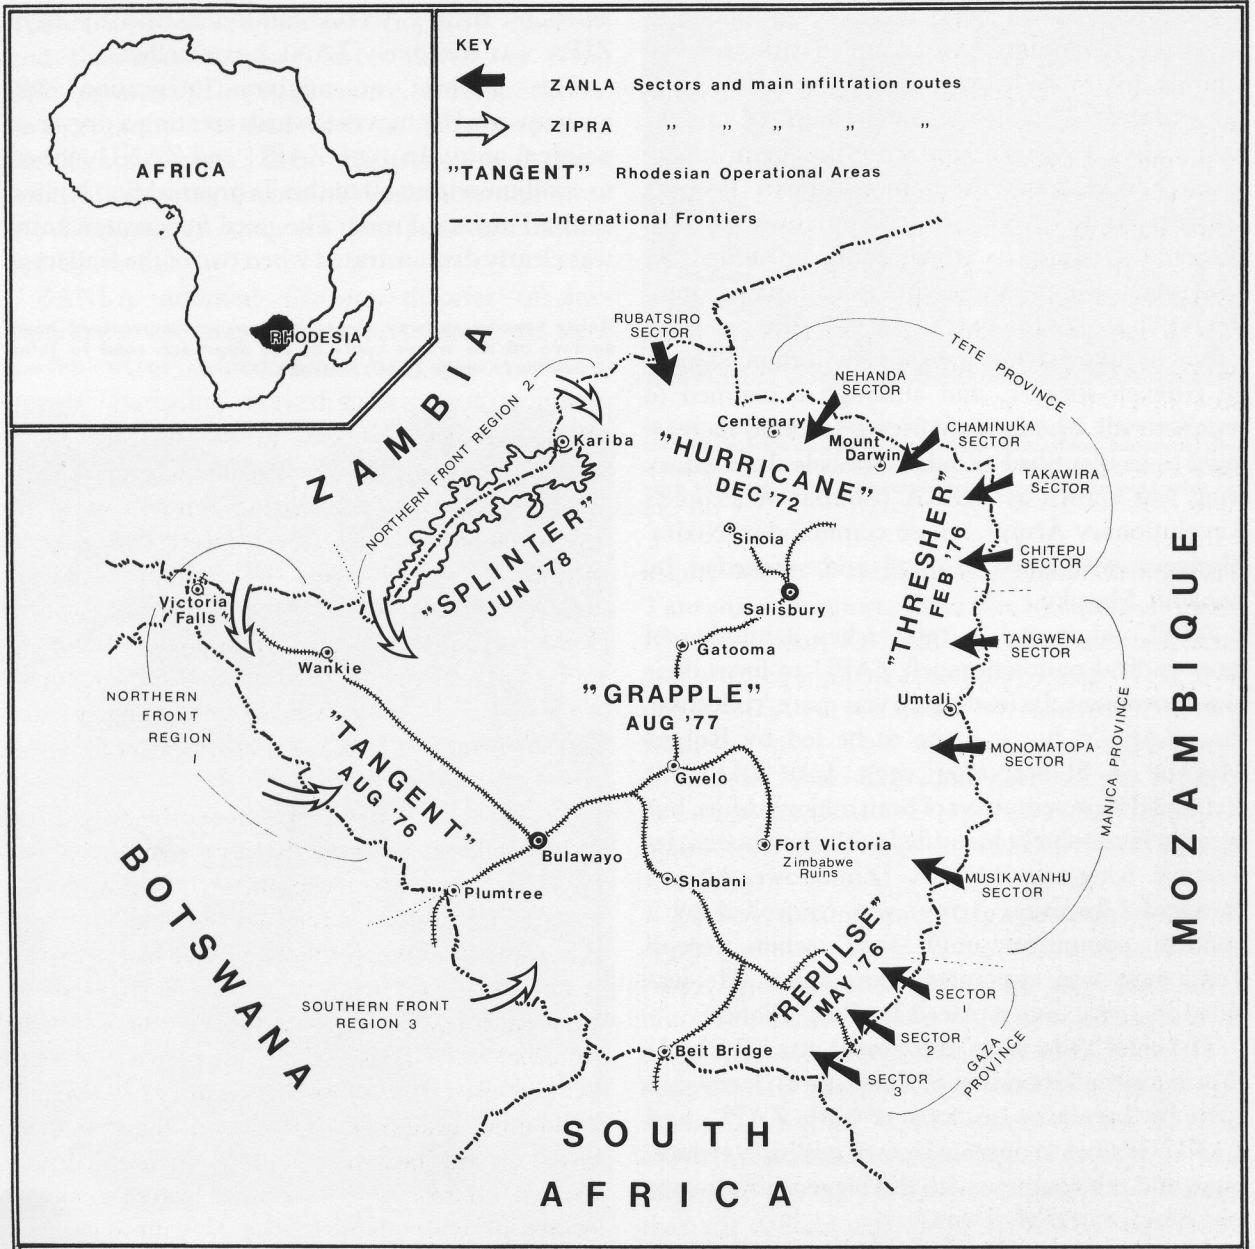 KEY
ZANLA Sectors and main infiltration routes
ZIPRA " " " " "
"TANGENT" Rhodesian Operational Areas
International Frontiers
AFRICA
RHODESIA
ZAMBIA
RUBATSIRO
SECTOR
TETE PROVINCE
NEHANDA
SECTOR
NORTHERN FRONT REGION 2
Kariba
Centenary
Mount
Darwin
CHAMINUKA
SECTOR
"HURRICANE"
DEC '72
TAKAWIRA
SECTOR
"SPLINTER"
JUN '78
Sinoia
"THRESHER"
FEB '76
CHITEPU
SECTOR
Victoria
Falls
Salisbury
Wankie
Gatooma
TANGWENA
SECTOR
NORTHERN
FRONT
REGION
1
"GRAPPLE"
AUG '77
Umtali
MONOMATOPA
SECTOR
MANICA PROVINCE
MOZAMBIQUE
"TANGENT"
AUG '76
Gwelo
Bulawayo
Fort Victoria
Zimbabwe
Ruins
BOTSWANA
Plumtree
Shabani
MUSIKAVANHU
SECTOR
"REPULSE"
MAY '76
SECTOR
SOUTHERN FRONT
REGION 3
SECTOR
2
GAZA
PROVINCE
Beit Bridge
SECTOR
3
SOUTH
AFRICA